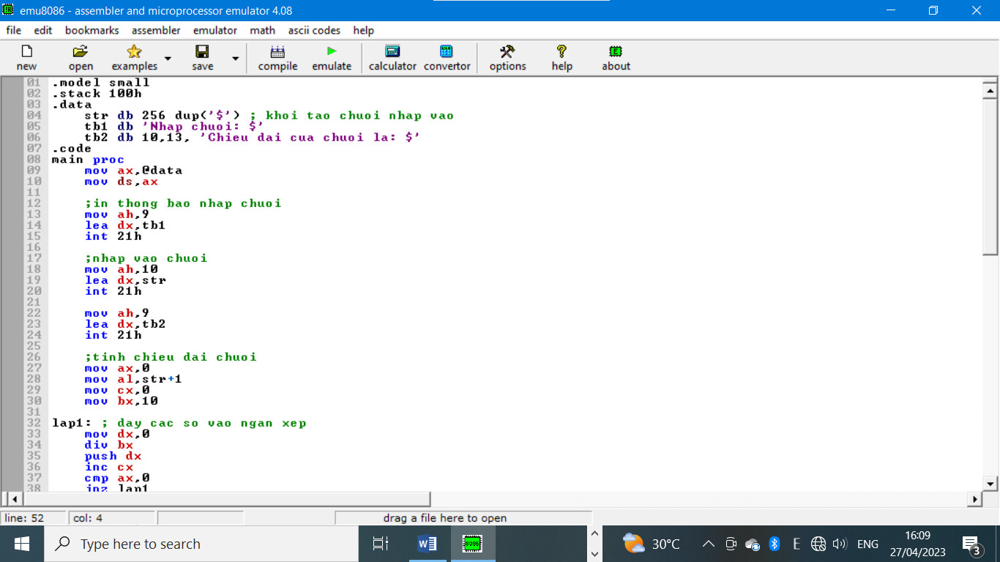 emu8086 - assembler and microprocessor emulator 4.08
file edit bookmarks assembler emulator math ascii codes help
new open examples save compile emulate calculator convertor options help about
01 .model small
02 .stack 100h
03 .data
04 str db 256 dup('$') ; khoi tao chuoi nhap vao
05 tb1 db 'Nhap chuoi: $'
06 tb2 db 10,13, 'Chieu dai cua chuoi la: $'
07 .code
08 main proc
09 mov ax,@data
10 mov ds,ax
11
12 ;in thong bao nhap chuoi
13 mov ah,9
14 lea dx,tb1
15 int 21h
16
17 ;nhap vao chuoi
18 mov ah,10
19 lea dx,str
20 int 21h
21
22 mov ah,9
23 lea dx,tb2
24 int 21h
25
26 ;tinh chieu dai chuoi
27 mov ax,0
28 mov al,str+1
29 mov cx,0
30 mov bx,10
31
32 lap1: ; day cac so vao ngan xep
33 mov dx,0
34 div bx
35 push dx
36 inc cx
37 cmp ax,0
38 jnz lap1
line: 52 col: 4 drag a file here to open
Type here to search 30°C ENG 16:09
27/04/2023 3